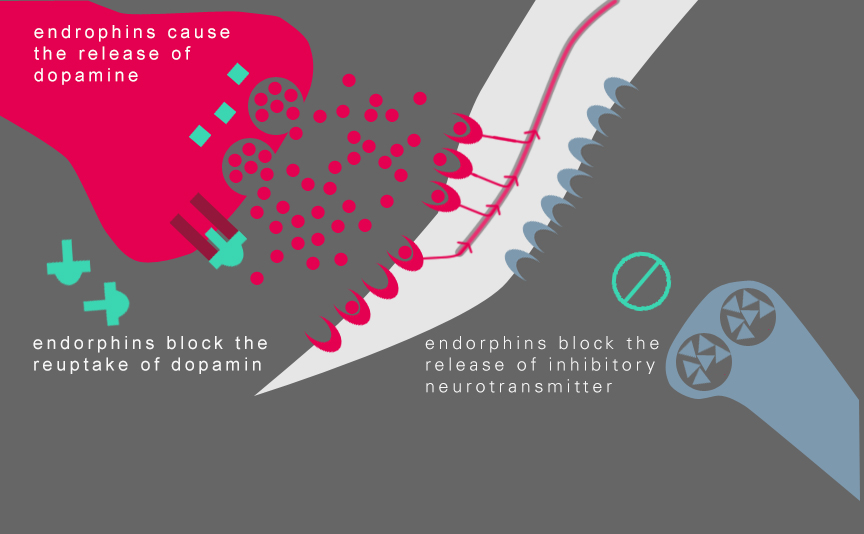 endrophins cause
the release of
dopamine
endorphins block the
reuptake of dopamin
endorphins block the
release of inhibitory
neurotransmitter